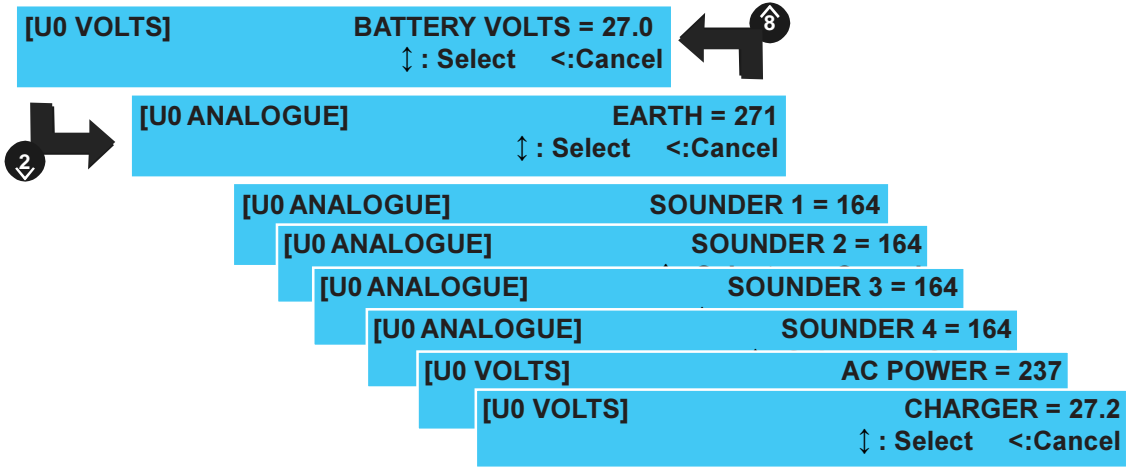 [U0 VOLTS] BATTERY VOLTS = 27.0
↕ : Select <:Cancel
8
[U0 ANALOGUE] EARTH = 271
↕ : Select <:Cancel
2
[U0 ANALOGUE] SOUNDER 1 = 164
[U0 ANALOGUE] SOUNDER 2 = 164
[U0 ANALOGUE] SOUNDER 3 = 164
[U0 ANALOGUE] SOUNDER 4 = 164
[U0 VOLTS] AC POWER = 237
[U0 VOLTS] CHARGER = 27.2
↕ : Select <:Cancel